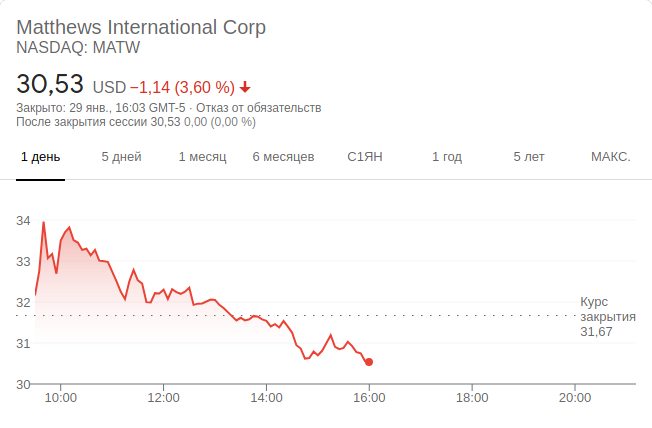 Matthews International Corp
NASDAQ: MATW
30,53 USD −1,14 (3,60 %)
Закрыто: 29 янв., 16:03 GMT-5 · Отказ от обязательств
После закрытия сессии 30,53 0,00 (0,00 %)
1 день 5 дней 1 месяц 6 месяцев С1ЯН 1 год 5 лет МАКС.
34
33
32
31
30
Курс
закрытия
31,67
10:00 12:00 14:00 16:00 18:00 20:00